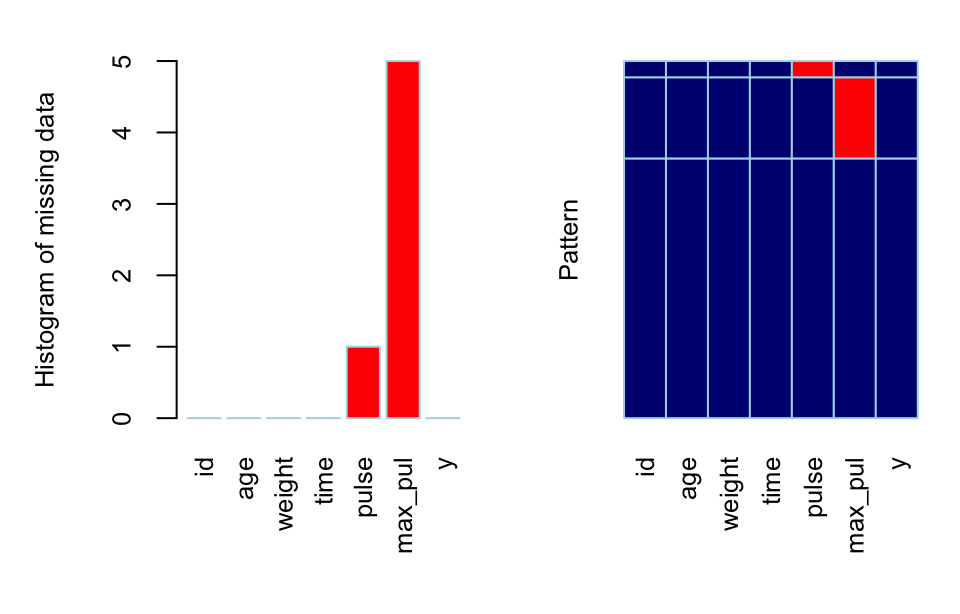 Histogram of missing data
5
4
3
2
1
0
id
age
weight
time
pulse
max_pul
y
Pattern
id
age
weight
time
pulse
max_pul
y